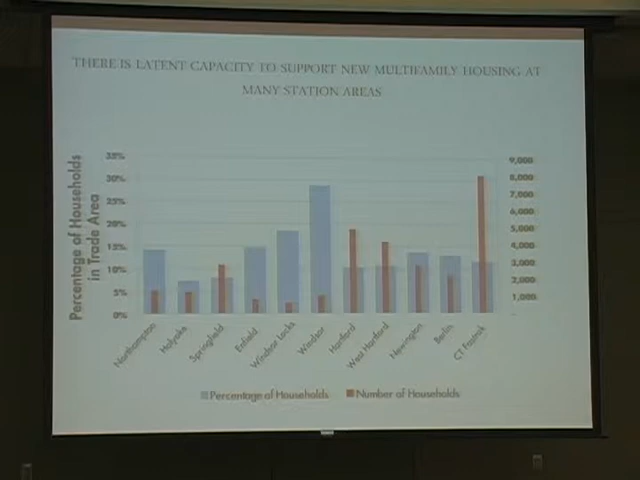 THERE IS LATENT CAPACITY TO SUPPORT NEW MULTIFAMILY HOUSING AT
MANY STATION AREAS
Percentage of Households
in Trade Area
35%
30%
25%
20%
15%
10%
5%
0%
9,000
8,000
7,000
6,000
5,000
4,000
3,000
2,000
1,000
-
Northampton
Holyoke
Springfield
Enfield
Windsor Locks
Windsor
Hartford
West Hartford
Newington
Berlin
CT Fastrak
Percentage of Households
Number of Households